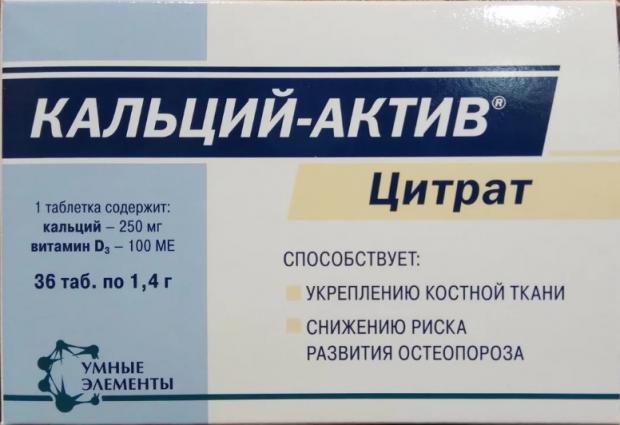 КАЛЬЦИЙ-АКТИВ®
Цитрат
1 таблетка содержит:
кальций – 250 мг
витамин D₃ – 100 МЕ
36 таб. по 1,4 г
СПОСОБСТВУЕТ:
УКРЕПЛЕНИЮ КОСТНОЙ ТКАНИ
СНИЖЕНИЮ РИСКА
РАЗВИТИЯ ОСТЕОПОРОЗА
УМНЫЕ
ЭЛЕМЕНТЫ